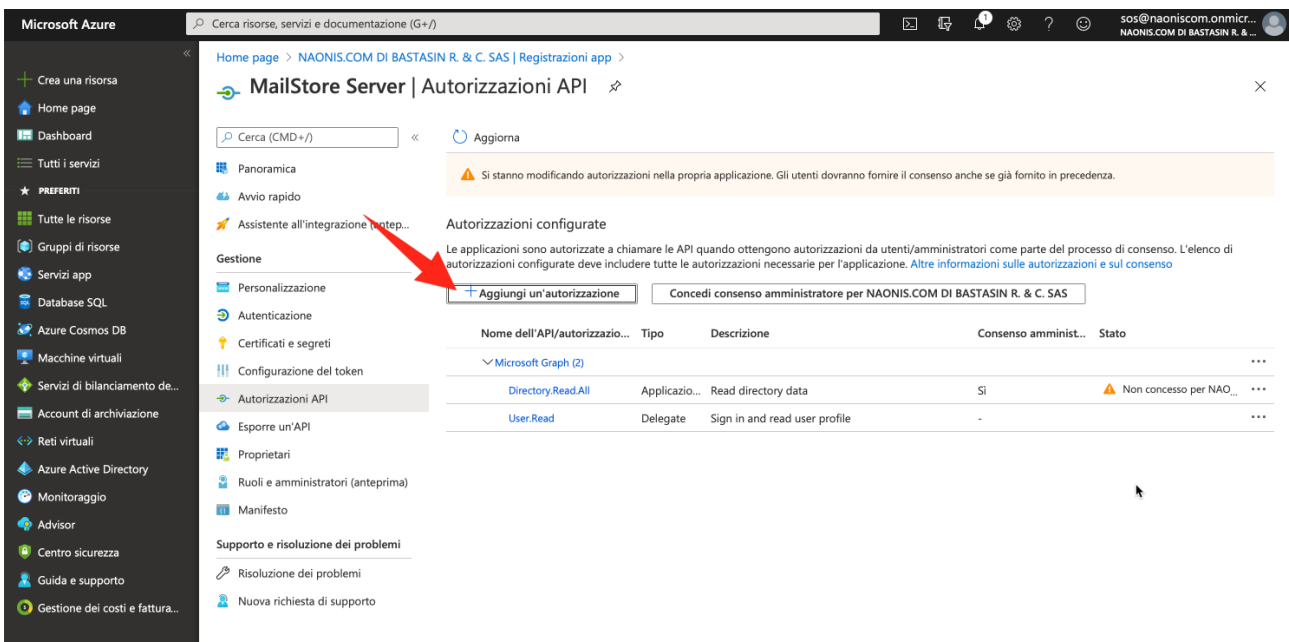 Microsoft Azure
Cerca risorse, servizi e documentazione (G+/)
1
sos@naoniscom.onmicr...
NAONIS.COM DI BASTASIN R. & ...
Crea una risorsa
Home page
Dashboard
Tutti i servizi
PREFERITI
Tutte le risorse
Gruppi di risorse
Servizi app
Database SQL
Azure Cosmos DB
Macchine virtuali
Servizi di bilanciamento de...
Account di archiviazione
Reti virtuali
Azure Active Directory
Monitoraggio
Advisor
Centro sicurezza
Guida e supporto
Gestione dei costi e fattura...
Home page > NAONIS.COM DI BASTASIN R. & C. SAS | Registrazioni app >
MailStore Server | Autorizzazioni API
Cerca (CMD+/)
Panoramica
Avvio rapido
Assistente all'integrazione (antep...
Gestione
Personalizzazione
Autenticazione
Certificati e segreti
Configurazione del token
Autorizzazioni API
Esporre un'API
Proprietari
Ruoli e amministratori (anteprima)
Manifesto
Supporto e risoluzione dei problemi
Risoluzione dei problemi
Nuova richiesta di supporto
Aggiorna
Si stanno modificando autorizzazioni nella propria applicazione. Gli utenti dovranno fornire il consenso anche se già fornito in precedenza.
Autorizzazioni configurate
Le applicazioni sono autorizzate a chiamare le API quando ottengono autorizzazioni da utenti/amministratori come parte del processo di consenso. L'elenco di
autorizzazioni configurate deve includere tutte le autorizzazioni necessarie per l'applicazione. Altre informazioni sulle autorizzazioni e sul consenso
Aggiungi un'autorizzazione
Concedi consenso amministratore per NAONIS.COM DI BASTASIN R. & C. SAS
Nome dell'API/autorizzazio... Tipo Descrizione Consenso amminist... Stato
Microsoft Graph (2)
Directory.Read.All Applicazio... Read directory data Sì Non concesso per NAO...
User.Read Delegate Sign in and read user profile -